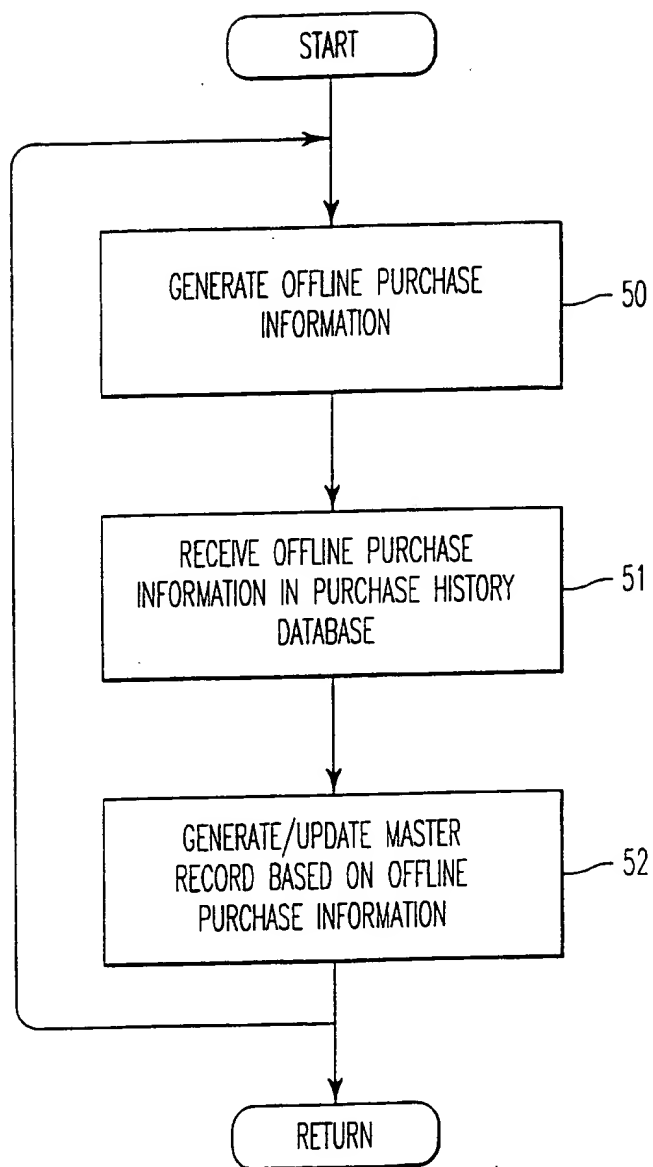 START
GENERATE OFFLINE PURCHASE
INFORMATION
50
RECEIVE OFFLINE PURCHASE
INFORMATION IN PURCHASE HISTORY
DATABASE
51
GENERATE/UPDATE MASTER
RECORD BASED ON OFFLINE
PURCHASE INFORMATION
52
RETURN